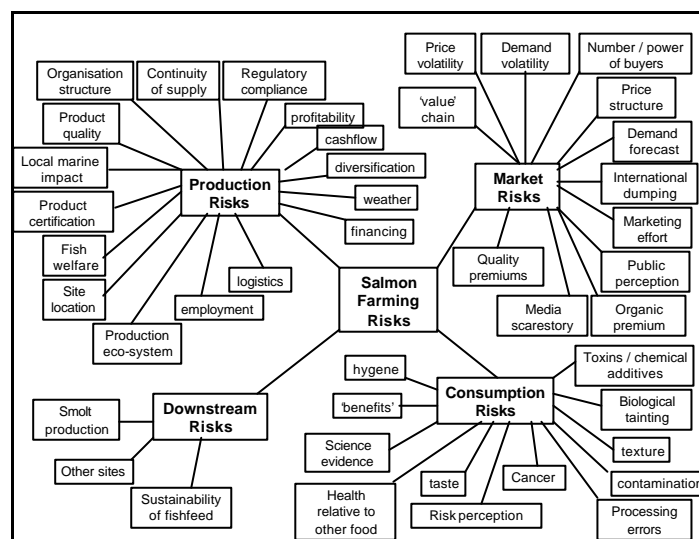 Organisation
structure
Continuity
of supply
Regulatory
compliance
Product
quality
profitability
cashflow
Local marine
impact
diversification
Production
Risks
weather
Product
certification
financing
Fish
welfare
Site
location
logistics
employment
Production
eco-system
Price
volatility
Demand
volatility
Number / power
of buyers
'value'
chain
Price
structure
Demand
forecast
Market
Risks
International
dumping
Marketing
effort
Quality
premiums
Public
perception
Media
scarestory
Organic
premium
Salmon
Farming
Risks
Downstream
Risks
Smolt
production
Other sites
Sustainability
of fishfeed
hygene
'benefits'
Consumption
Risks
Toxins / chemical
additives
Biological
tainting
Science
evidence
texture
Health
relative to
other food
taste
Risk perception
Cancer
contamination
Processing
errors